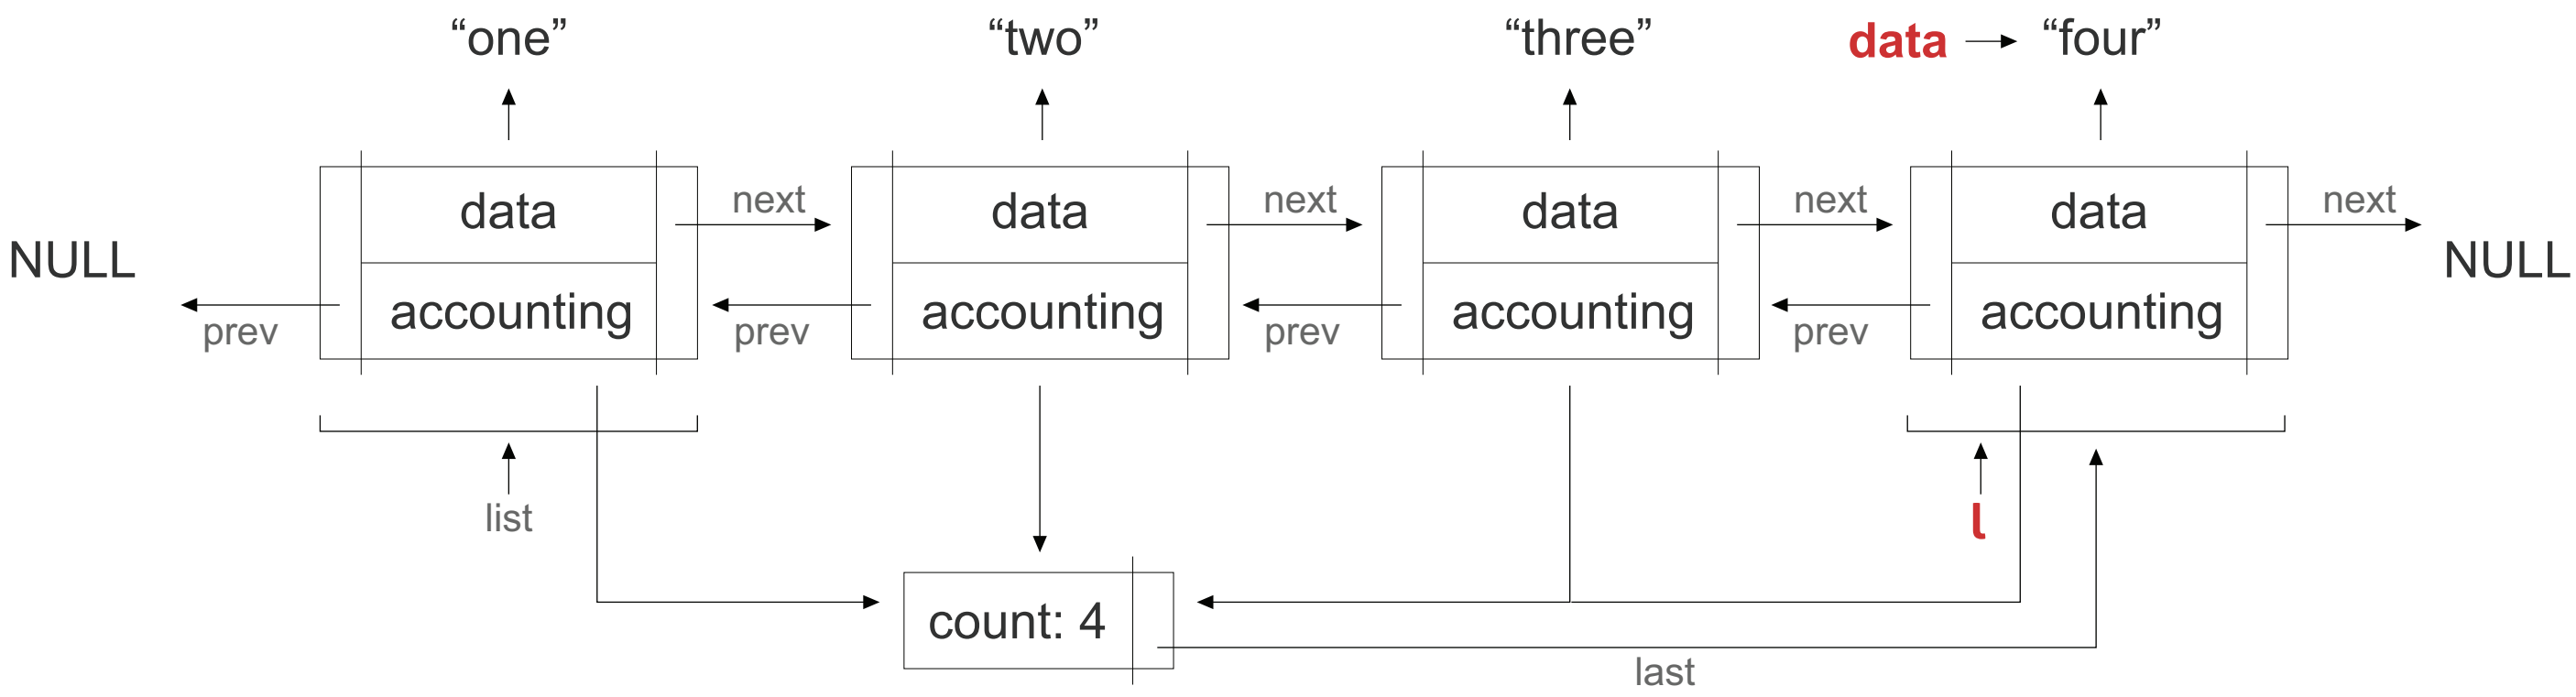 “one”
“two”
“three”
data
“four”
NULL
data
accounting
prev
next
data
accounting
prev
next
data
accounting
prev
next
data
accounting
prev
next
NULL
list
l
count: 4
last